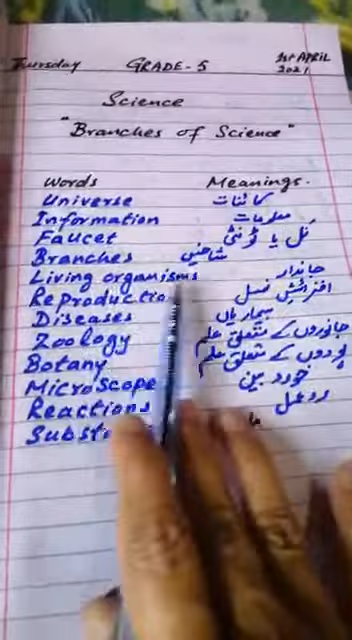 Thursday GRADE-5 1st APRIL 2021
Science
"Branches of Science"
Words Meanings.
Universe کائنات
Information معلومات
Faucet نل یا ٹونٹی
Branches شاخیں
Living organisms جاندار
Reproductio افزائش نسل
Diseases بیماریاں
Zoology جانوروں کے متعلق علم
Botany پودوں کے متعلق علم
MicroScope خورد بین
Reactions ردعمل
Subst